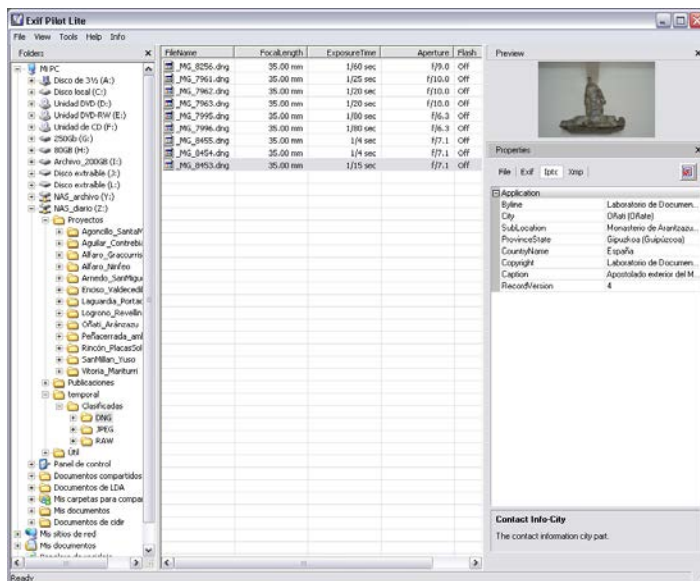 Exif Pilot Lite
File View Tools Help Info
Folders
Mi PC
Disco de 3½ (A:)
Disco local (C:)
Unidad DVD (D:)
Unidad DVD-RW (E:)
Unidad de CD (F:)
250Gb (G:)
80GB (H:)
Archivo_200GB (I:)
Disco extraíble (J:)
Disco extraíble (L:)
NAS_archivo (Y:)
NAS_diario (Z:)
Proyectos
Agoncillo_SantaM
Aguilar_Contrebi
Alfaro_Graccurris
Alfaro_Ninfeo
Arnedo_SanMigu
Enciso_Valdecedil
Laguardia_Portac
Logrono_Revellin
Oñati_Aránzazu
Peñacerrada_aml
Rincón_PlacasSol
SanMillan_Yuso
Vitoria_Mariturri
Publicaciones
temporal
Clasificadas
DNG
JPEG
RAW
Útil
Panel de control
Documentos compartidos
Documentos de LDA
Mis carpetas para compar
Mis documentos
Documentos de cidir
Mis sitios de red
Mis documentos
FileName FocalLength ExposureTime Aperture Flash
_MG_8256.dng 35.00 mm 1/60 sec f/9.0 Off
_MG_7961.dng 35.00 mm 1/25 sec f/10.0 Off
_MG_7962.dng 35.00 mm 1/20 sec f/10.0 Off
_MG_7963.dng 35.00 mm 1/20 sec f/10.0 Off
_MG_7995.dng 35.00 mm 1/80 sec f/6.3 Off
_MG_7996.dng 35.00 mm 1/80 sec f/6.3 Off
_MG_8455.dng 35.00 mm 1/4 sec f/7.1 Off
_MG_8454.dng 35.00 mm 1/4 sec f/7.1 Off
_MG_8453.dng 35.00 mm 1/15 sec f/7.1 Off
Preview
Properties
File Exif Iptc Xmp
Application
Byline Laboratorio de Documen...
City Oñati (Oñate)
SubLocation Monasterio de Arantzazu...
ProvinceState Gipuzkoa (Guipúzcoa)
CountryName España
Copyright Laboratorio de Documen...
Caption Apostolado exterior del M...
RecordVersion 4
Contact Info-City
The contact information city part.
Ready